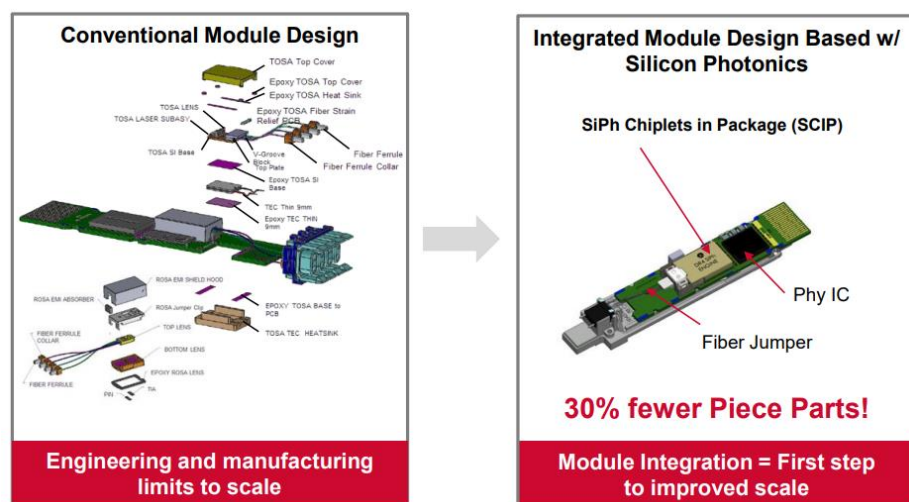 Conventional Module Design
TOSA Top Cover
Epoxy TOSA Top Cover
Epoxy TOSA Heat Sink
Epoxy TOSA Fiber Strain
Relief PCB
TOSA LENS
TOSA LASER SUBASY
TOSA SI Base
V-Groove
Block
Top Plate
Fiber Ferrule
Fiber Ferrule Collar
Epoxy TOSA SI
Base
TEC Thin 9mm
Epoxy TEC THIN
9mm
ROSA EMI SHIELD HOOD
ROSA EMI ABSORBER
ROSA Jumper Clip
FIBER FERRULE
COLLAR
TOP LENS
BOTTOM LENS
FIBER FERRULE
EPOXY ROSA LENS
PIN
TIA
EPOXY TOSA BASE to
PCB
TOSA TEC HEATSINK
Engineering and manufacturing
limits to scale
Integrated Module Design Based w/
Silicon Photonics
SiPh Chiplets in Package (SCIP)
DR4 SiPh
ENGINE
Phy IC
Fiber Jumper
30% fewer Piece Parts!
Module Integration = First step
to improved scale